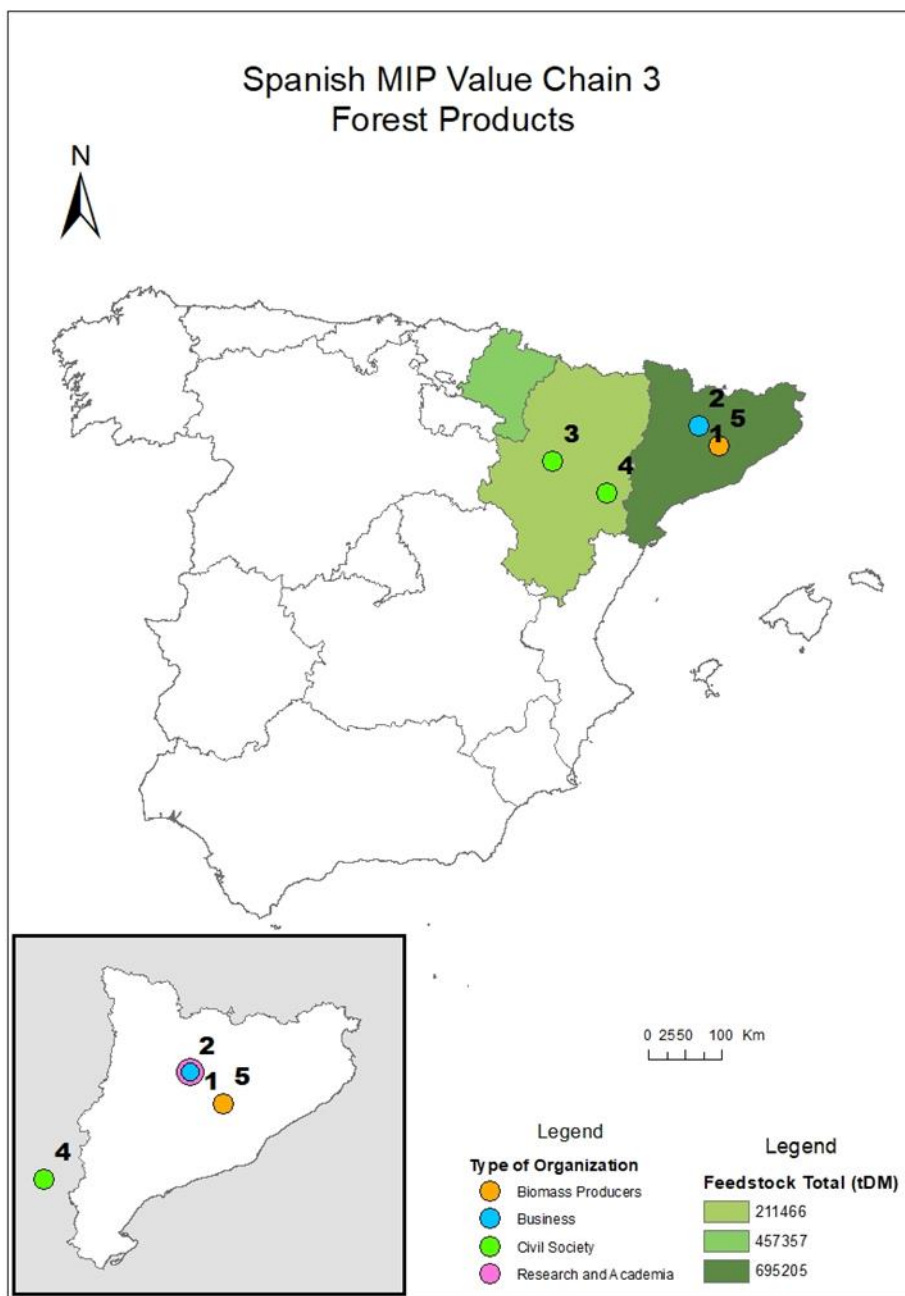 Spanish MIP Value Chain 3
Forest Products
N
2
5
1
3
4
2
1
5
4
0 2550 100 Km
Legend
Type of Organization
Biomass Producers
Business
Civil Society
Research and Academia
Legend
Feedstock Total (tDM)
211466
457357
695205